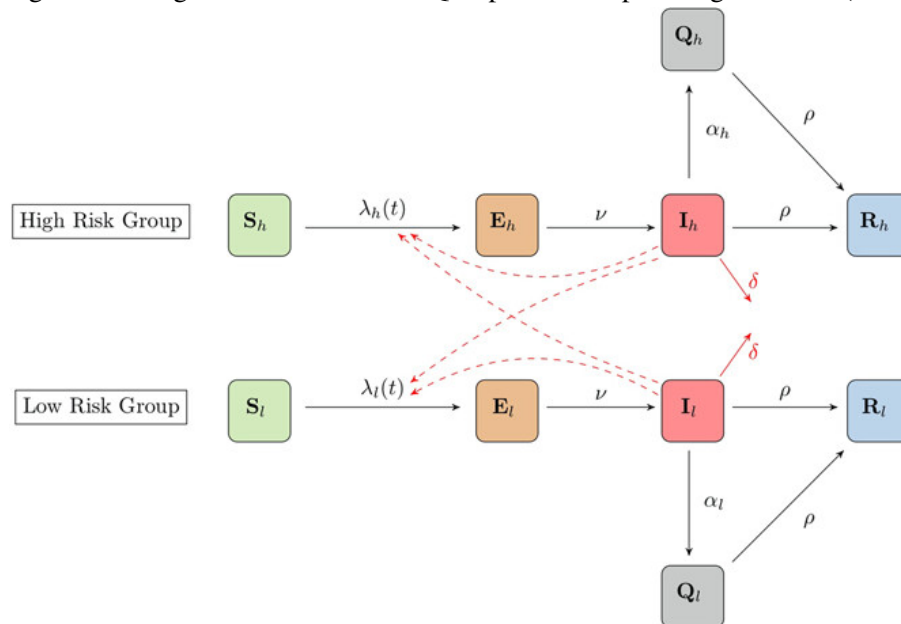 Q_h
α_h
ρ
High Risk Group
S_h
λ_h(t)
E_h
ν
I_h
ρ
R_h
δ
δ
Low Risk Group
S_l
λ_l(t)
E_l
ν
I_l
ρ
R_l
α_l
ρ
Q_l